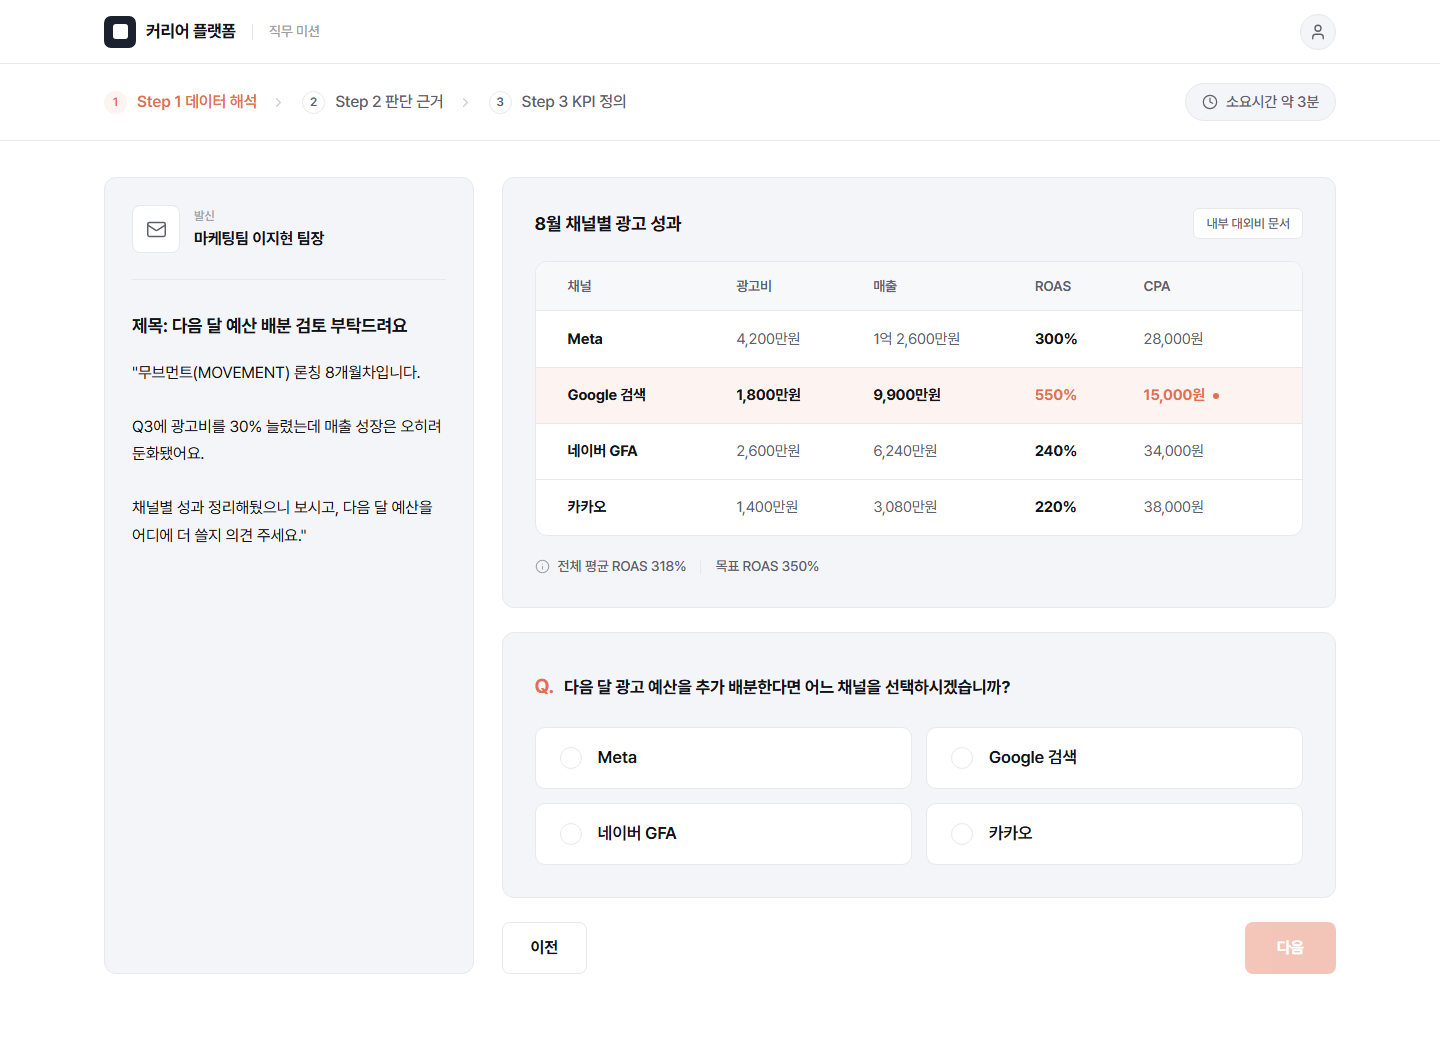 커리어 플랫폼 직무 미션
1 Step 1 데이터 해석 2 Step 2 판단 근거 3 Step 3 KPI 정의 소요시간 약 3분
발신
마케팅팀 이지현 팀장
제목: 다음 달 예산 배분 검토 부탁드려요
"무브먼트(MOVEMENT) 론칭 8개월차입니다.
Q3에 광고비를 30% 늘렸는데 매출 성장은 오히려
둔화됐어요.
채널별 성과 정리해뒀으니 보시고, 다음 달 예산을
어디에 더 쓸지 의견 주세요."
8월 채널별 광고 성과 내부 대외비 문서
채널 광고비 매출 ROAS CPA
Meta 4,200만원 1억 2,600만원 300% 28,000원
Google 검색 1,800만원 9,900만원 550% 15,000원
네이버 GFA 2,600만원 6,240만원 240% 34,000원
카카오 1,400만원 3,080만원 220% 38,000원
전체 평균 ROAS 318% 목표 ROAS 350%
Q. 다음 달 광고 예산을 추가 배분한다면 어느 채널을 선택하시겠습니까?
Meta Google 검색
네이버 GFA 카카오
이전 다음